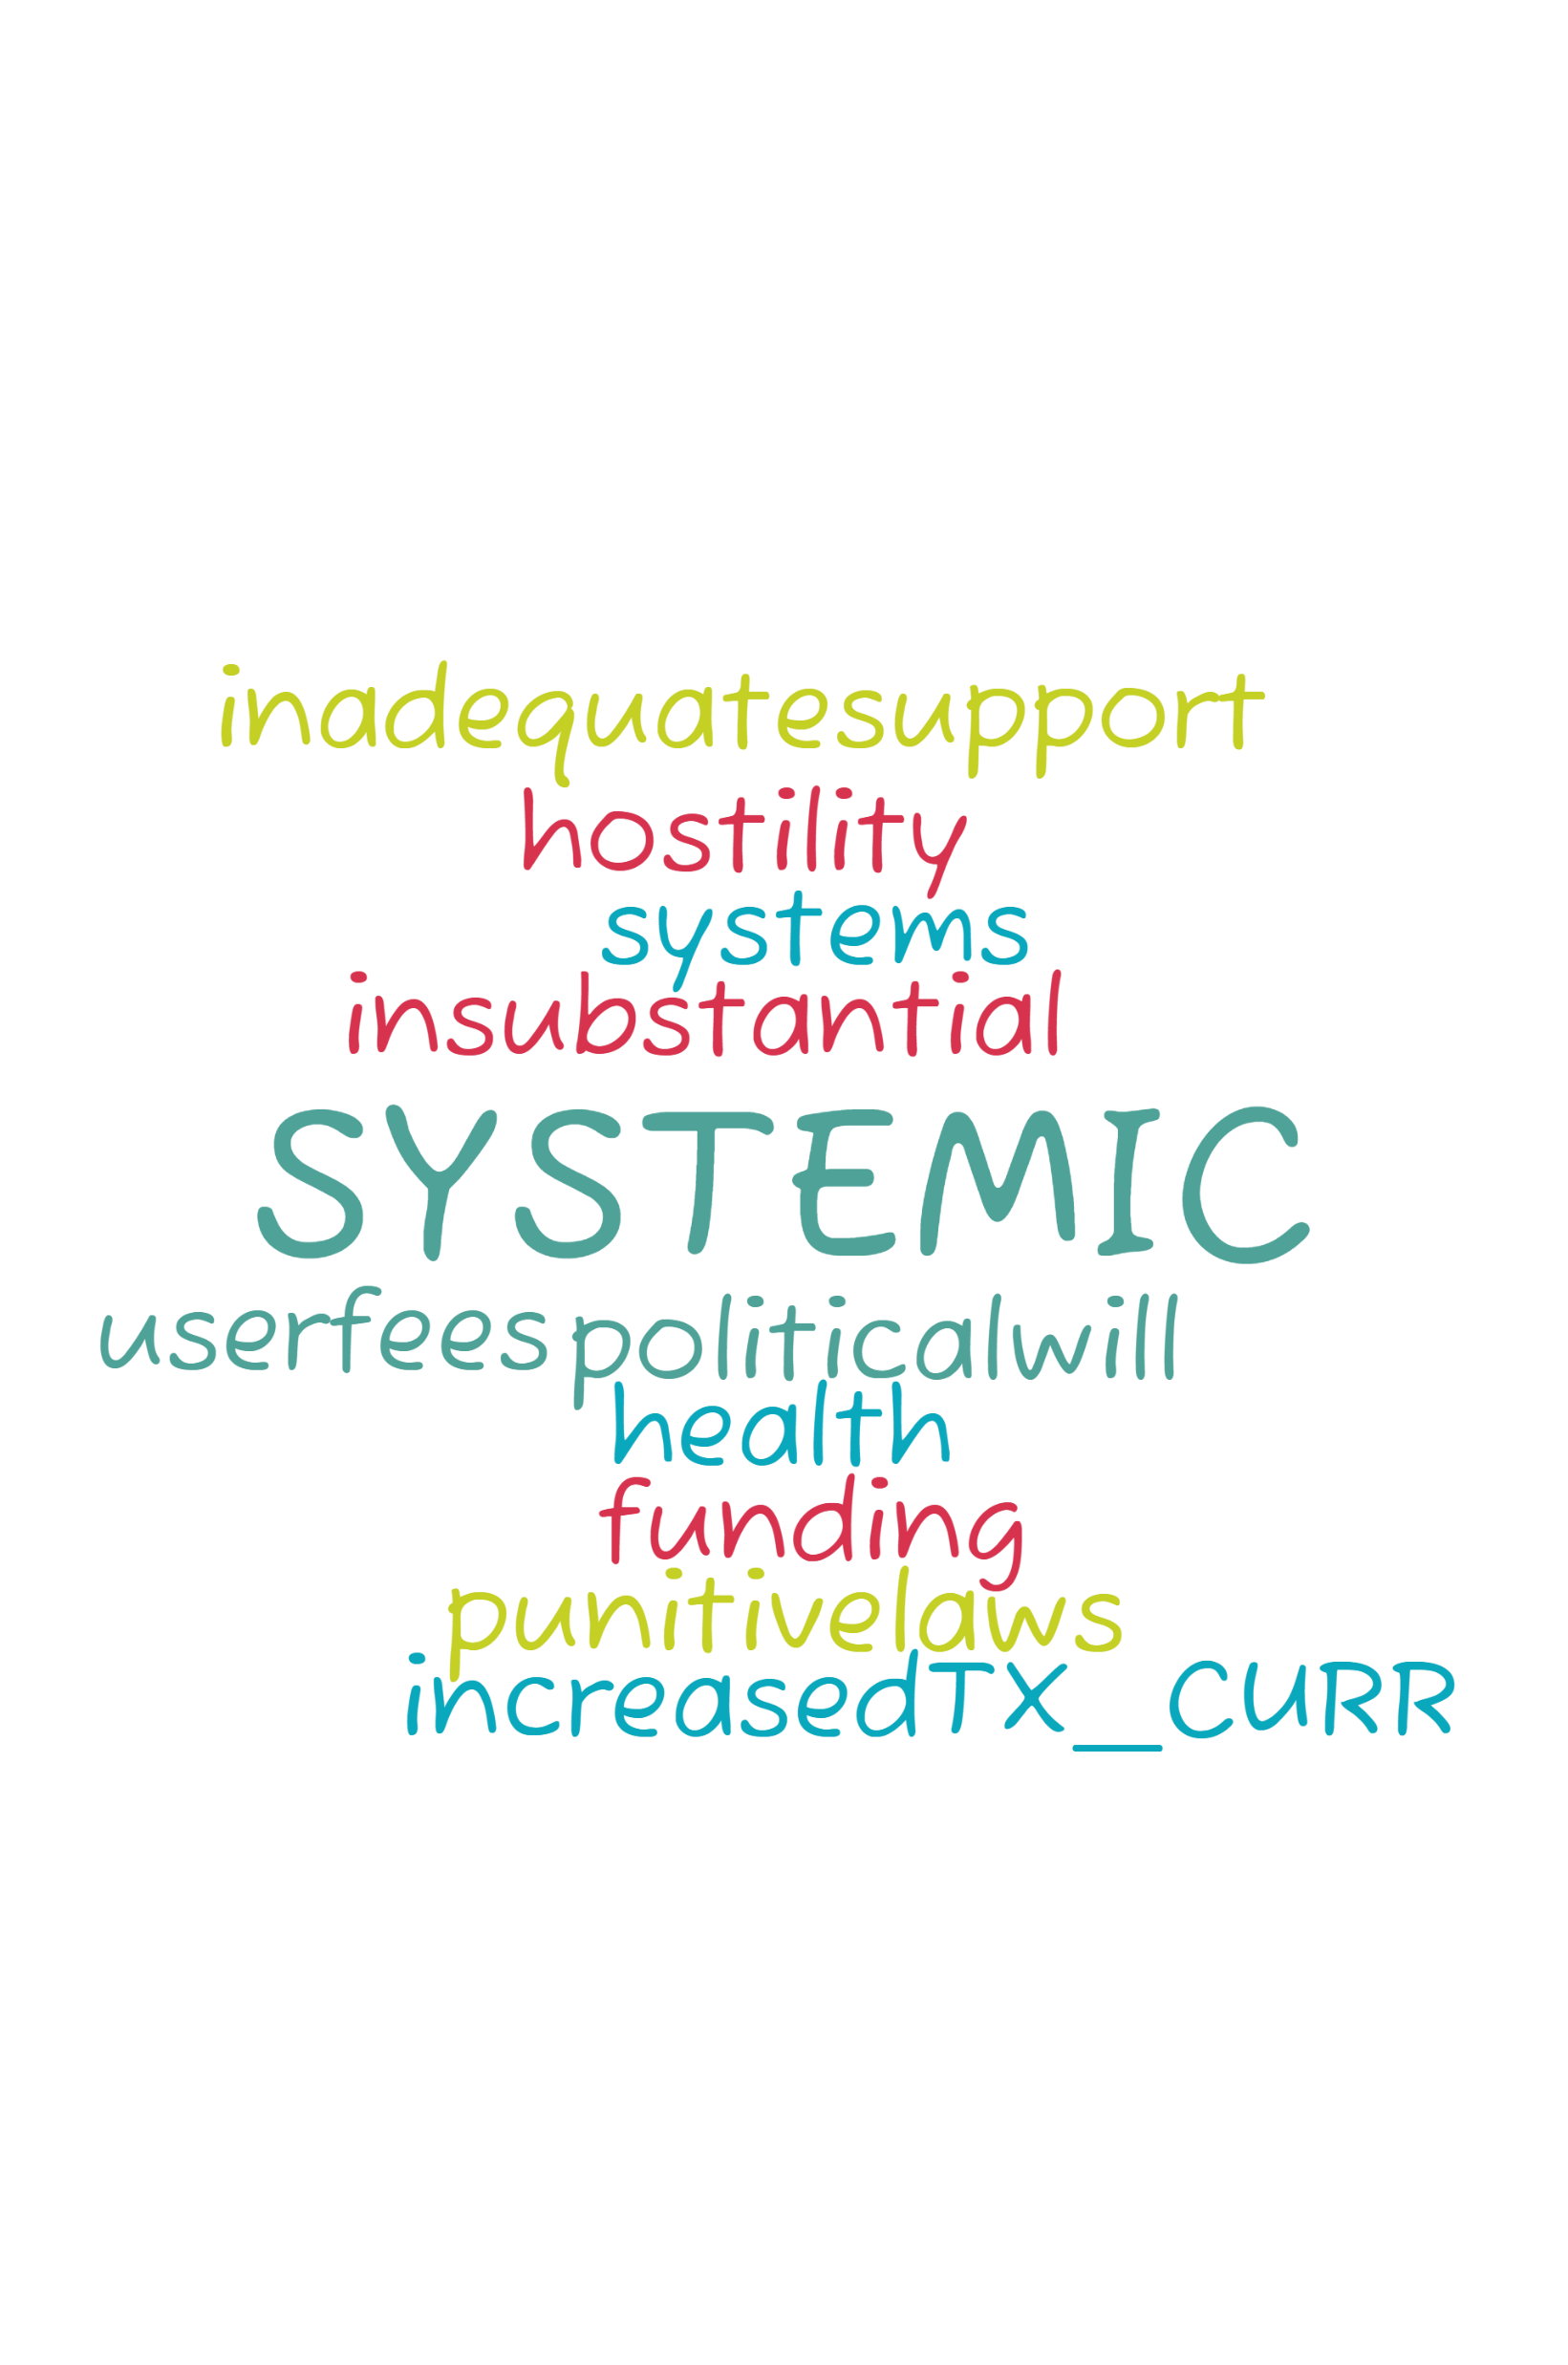 inadequatesupport
hostility
systems
insubstantial
SYSTEMIC
userfees politicalwill
health
funding
punitivelaws
increasedTX_CURR